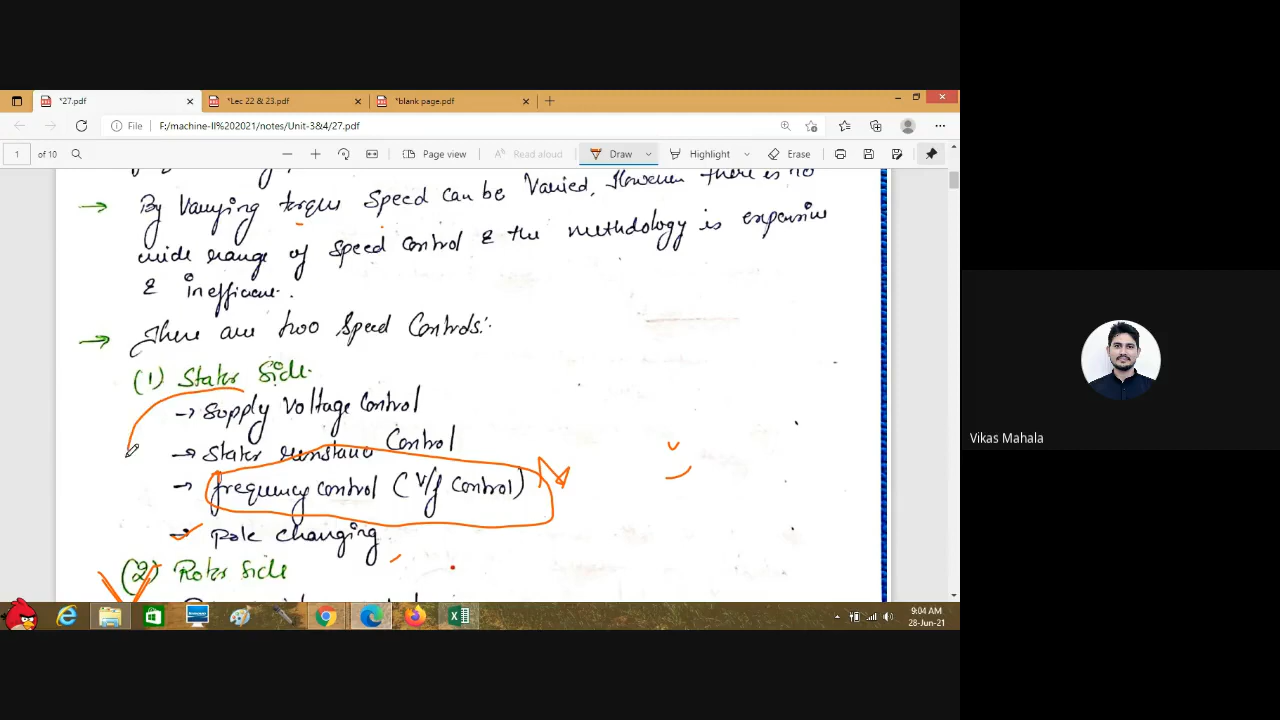 *27.pdf
*Lec 22 & 23.pdf
*blank page.pdf
File
F:/machine-II%202021/notes/Unit-3&4/27.pdf
1 of 10
Page view
Read aloud
Draw
Highlight
Erase
→ By Varying torque Speed can be Varied. However there is no
wide range of speed control & the methdology is expensive
& inefficient.
→ There are two Speed Controls:
(1) Stator Side
→ Supply Voltage Control
→ Stator Control
→ frequency control (V/f Control)
→ Pole changing
(2) Rotor Side
9:04 AM
28-Jun-21
Vikas Mahala